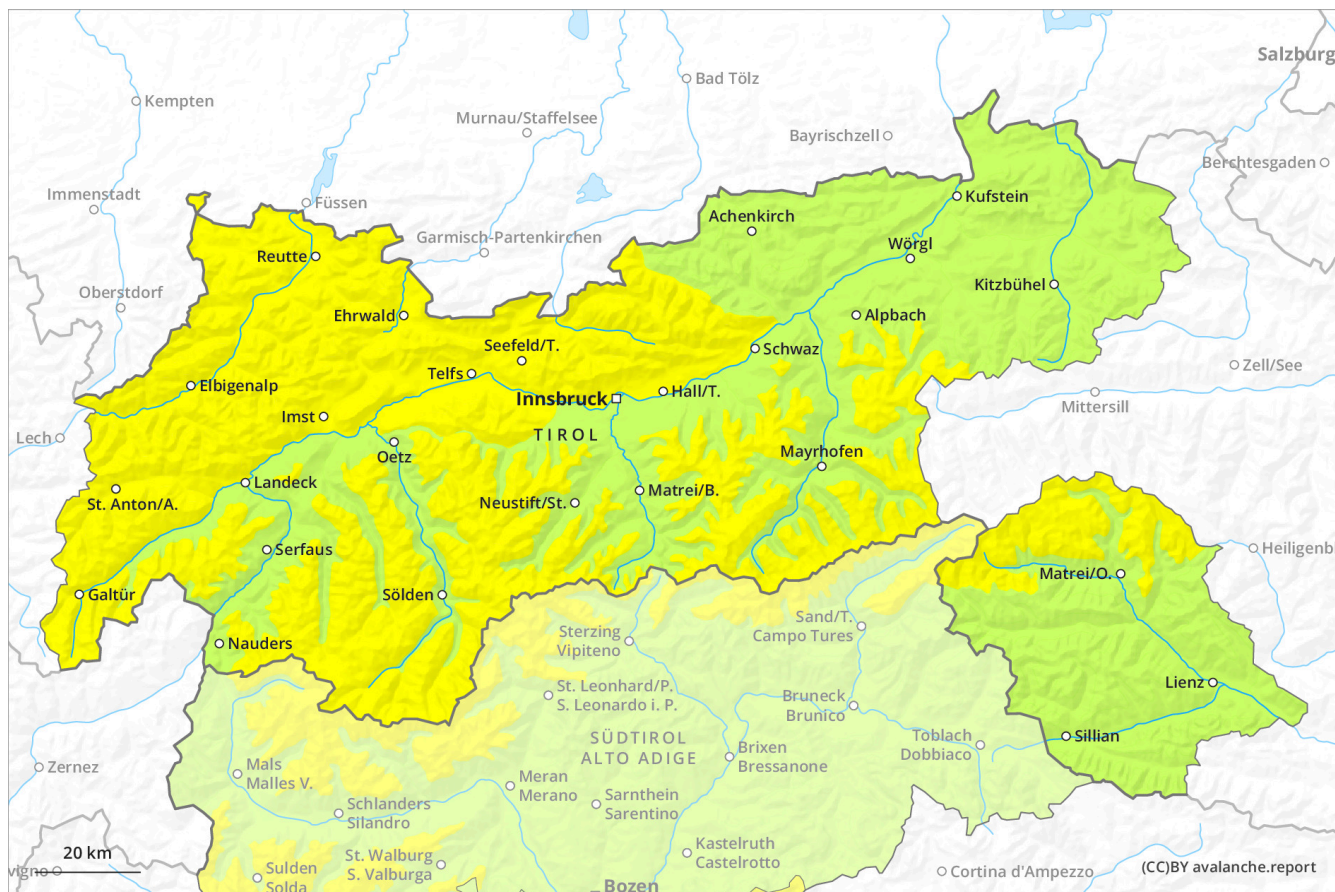 Salzburg
Bad Tölz
Kempten
Murnau/Staffelsee
Bayrischzell
Berchtesgaden
Immenstadt
Füssen
Kufstein
Achenkirch
Garmisch-Partenkirchen
Wörgl
Reutte
Kitzbühel
Oberstdorf
Ehrwald
Alpbach
Seefeld/T.
Schwaz
Zell/See
Telfs
Elbigenalp
Hall/T.
Innsbruck
Mittersill
Imst
TIROL
Lech
Oetz
Mayrhofen
Landeck
Matrei/B.
St. Anton/A.
Neustift/St.
Serfaus
Heiligenb
Matrei/O.
Galtür
Sölden
Sand/T.
Campo Tures
Sterzing
Vipiteno
Nauders
Lienz
St. Leonhard/P.
S. Leonardo i. P.
Bruneck
Brunico
Sillian
SÜDTIROL
ALTO ADIGE
Toblach
Dobbiaco
Brixen
Bressanone
Zernez
Mals
Malles V.
Meran
Merano
Schlanders
Silandro
Sarnthein
Sarentino
Kastelruth
Castelrotto
20 km
St. Walburg
S. Valburga
vigno
Sulden
Solda
Cortina d'Ampezzo
(CC)BY avalanche.report
Bozen